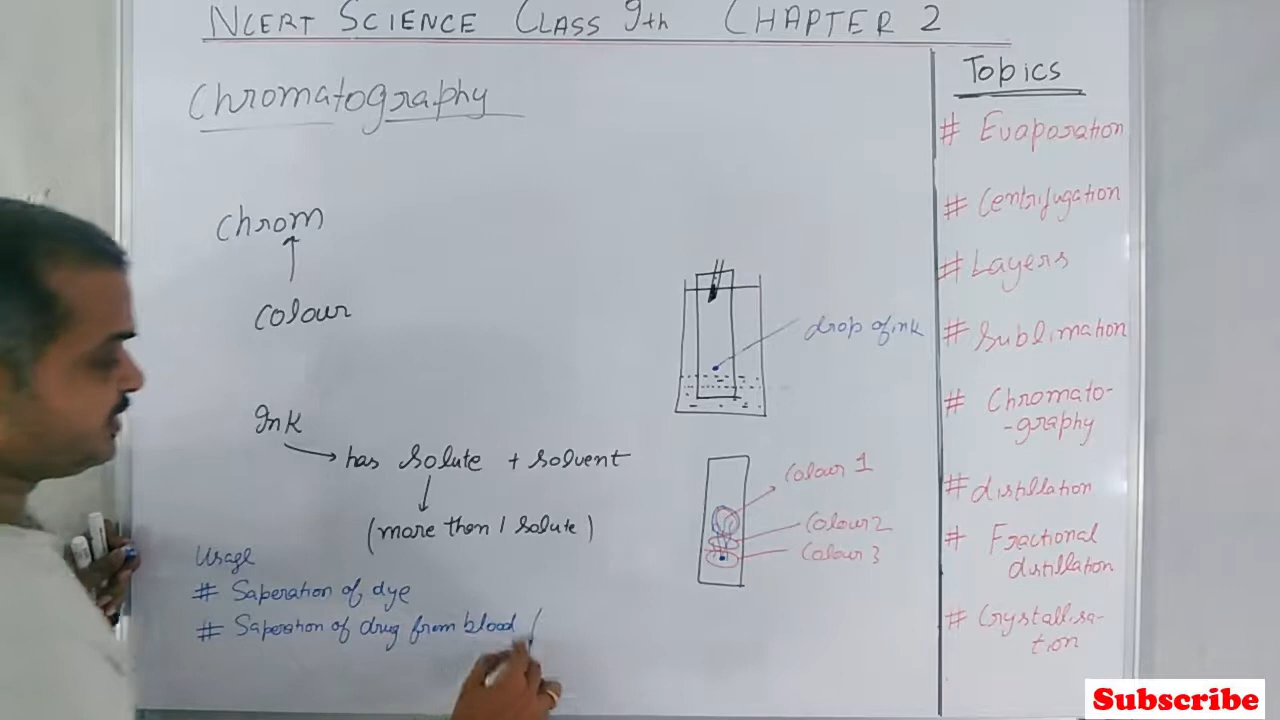 NCERT SCIENCE CLASS 9th CHAPTER 2
Chromatography
chrom
colour
Ink
has solute + solvent
(more then 1 solute)
Usage
# Saperation of dye
# Saperation of drug from blood /
drop of ink
Colour 1
Colour 2
Colour 3
Topics
# Evaporation
# Centrifugation
# Layers
# Sublimation
# Chromato-
-graphy
# distillation
# Fractional
distillation
# Crystallisa-
tion
Subscribe